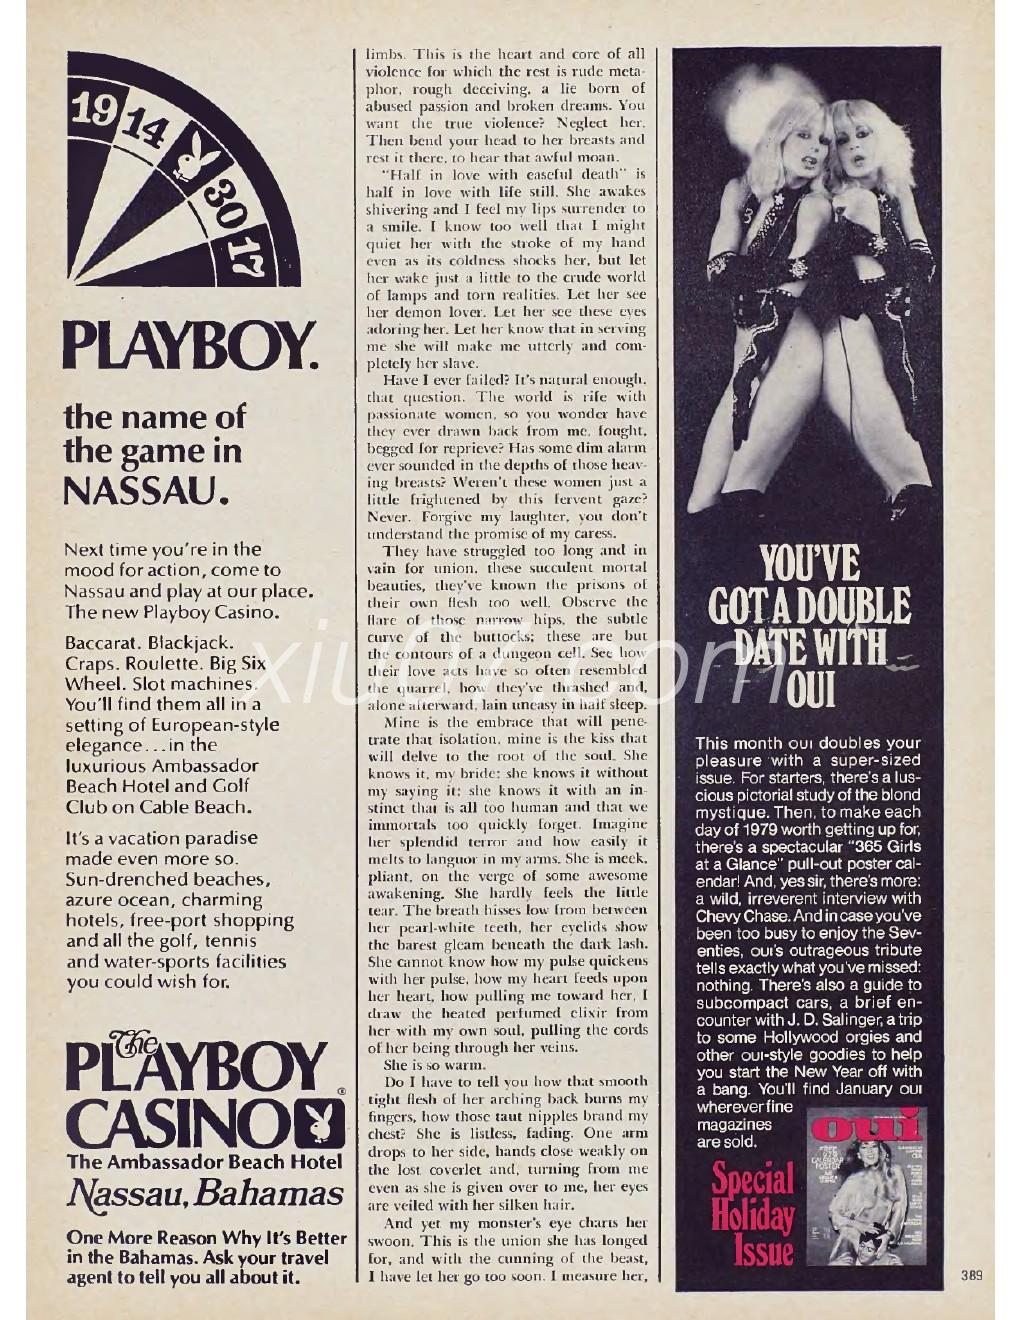 19
14
30
17
PLAYBOY.
the name of
the game in
NASSAU.
Next time you're in the
mood for action, come to
Nassau and play at our place.
The new Playboy Casino.
Baccarat. Blackjack.
Craps. Roulette. Big Six
Wheel. Slot machines.
You'll find them all in a
setting of European-style
elegance...in the
luxurious Ambassador
Beach Hotel and Golf
Club on Cable Beach.
It's a vacation paradise
made even more so.
Sun-drenched beaches,
azure ocean, charming
hotels, free-port shopping
and all the golf, tennis
and water-sports facilities
you could wish for.
The
PLAYBOY
CASINO®
The Ambassador Beach Hotel
Nassau, Bahamas
One More Reason Why It's Better
in the Bahamas. Ask your travel
agent to tell you all about it.
limbs. This is the heart and core of all
violence for which the rest is rude meta-
phor, rough deceiving, a lie born of
abused passion and broken dreams. You
want the true violence? Neglect her.
Then bend your head to her breasts and
rest it there, to hear that awful moan.
"Half in love with easeful death" is
half in love with life still. She awakes
shivering and I feel my lips surrender to
a smile. I know too well that I might
quiet her with the stroke of my hand
even as its coldness shocks her, but let
her wake just a little to the crude world
of lamps and torn realities. Let her see
her demon lover. Let her see these eyes
adoring her. Let her know that in serving
me she will make me utterly and com-
pletely her slave.
Have I ever failed? It's natural enough,
that question. The world is rife with
passionate women, so you wonder have
they ever drawn back from me, fought,
begged for reprieve? Has some dim alarm
ever sounded in the depths of those heav-
ing breasts? Weren't these women just a
little frightened by this fervent gaze?
Never. Forgive my laughter, you don't
understand the promise of my caress.
They have struggled too long and in
vain for union, these succulent mortal
beauties, they've known the prisons of
their own flesh too well. Observe the
flare of those narrow hips, the subtle
curve of the buttocks; these are but
the contours of a dungeon cell. See how
their love acts have so often resembled
the quarrel, how they've thrashed and,
alone afterward, lain uneasy in half sleep.
Mine is the embrace that will pene-
trate that isolation, mine is the kiss that
will delve to the root of the soul. She
knows it, my bride; she knows it without
my saying it; she knows it with an in-
stinct that is all too human and that we
immortals too quickly forget. Imagine
her splendid terror and how easily it
melts to languor in my arms. She is meek,
pliant, on the verge of some awesome
awakening. She hardly feels the little
tear. The breath hisses low from between
her pearl-white teeth, her eyelids show
the barest gleam beneath the dark lash.
She cannot know how my pulse quickens
with her pulse, how my heart feeds upon
her heart, how pulling me toward her, I
draw the heated perfumed elixir from
her with my own soul, pulling the cords
of her being through her veins.
She is so warm.
Do I have to tell you how that smooth
tight flesh of her arching back burns my
fingers, how those taut nipples brand my
chest? She is listless, fading. One arm
drops to her side, hands close weakly on
the lost coverlet and, turning from me
even as she is given over to me, her eyes
are veiled with her silken hair.
And yet my monster's eye charts her
swoon. This is the union she has longed
for, and with the cunning of the beast,
I have let her go too soon. I measure her,
YOU'VE
GOT A DOUBLE
DATE WITH
OUI
This month OUI doubles your
pleasure with a super-sized
issue. For starters, there's a lus-
cious pictorial study of the blond
mystique. Then, to make each
day of 1979 worth getting up for,
there's a spectacular "365 Girls
at a Glance" pull-out poster cal-
endar! And, yes sir, there's more:
a wild, irreverent interview with
Chevy Chase. And in case you've
been too busy to enjoy the Sev-
enties, OUI's outrageous tribute
tells exactly what you've missed:
nothing. There's also a guide to
subcompact cars, a brief en-
counter with J. D. Salinger, a trip
to some Hollywood orgies and
other OUI-style goodies to help
you start the New Year off with
a bang. You'll find January OUI
wherever fine
magazines
are sold.
Special
Holiday
Issue
oui
389
xiu07.com